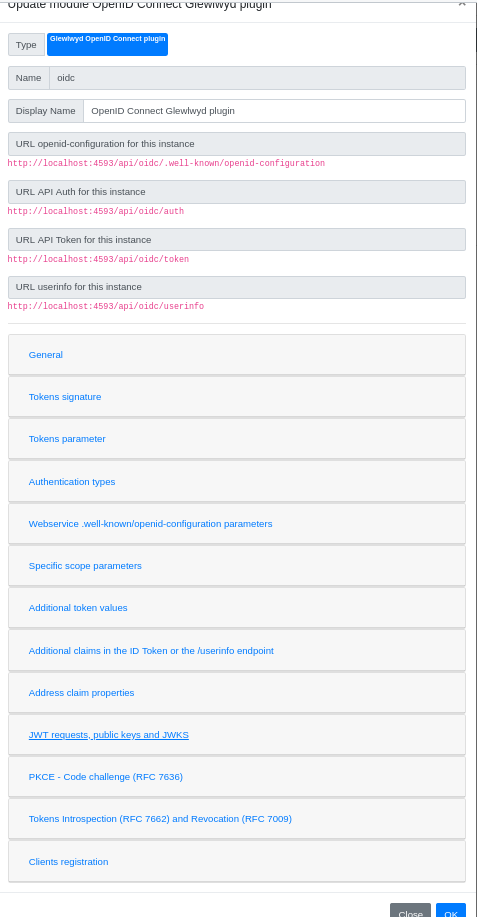 Update module OpenID Connect Glewlwyd plugin
×
Type
Glewlwyd OpenID Connect plugin
Name
oidc
Display Name
OpenID Connect Glewlwyd plugin
URL openid-configuration for this instance
http://localhost:4593/api/oidc/.well-known/openid-configuration
URL API Auth for this instance
http://localhost:4593/api/oidc/auth
URL API Token for this instance
http://localhost:4593/api/oidc/token
URL userinfo for this instance
http://localhost:4593/api/oidc/userinfo
General
Tokens signature
Tokens parameter
Authentication types
Webservice .well-known/openid-configuration parameters
Specific scope parameters
Additional token values
Additional claims in the ID Token or the /userinfo endpoint
Address claim properties
JWT requests, public keys and JWKS
PKCE - Code challenge (RFC 7636)
Tokens Introspection (RFC 7662) and Revocation (RFC 7009)
Clients registration
Close
OK